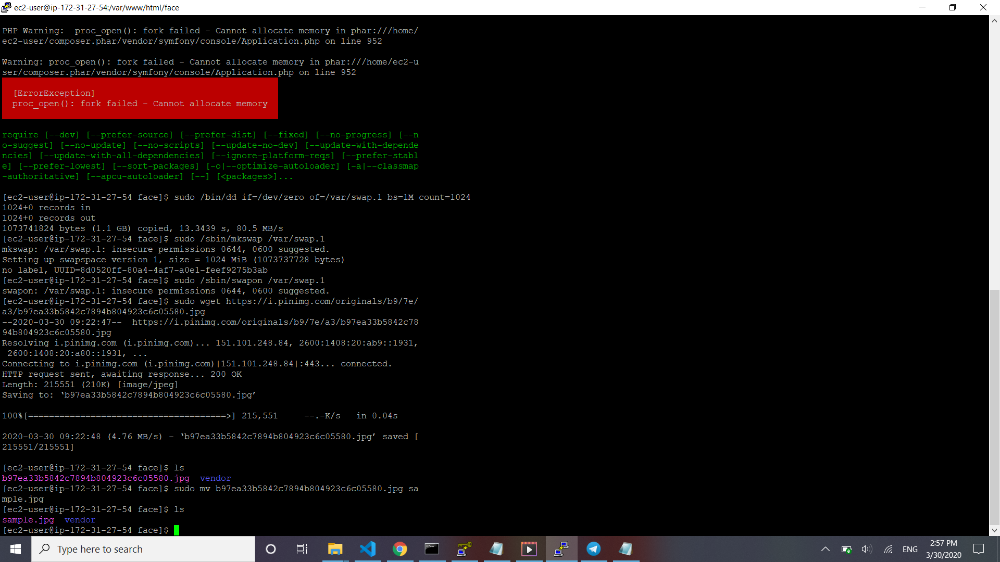 ec2-user@ip-172-31-27-54:/var/www/html/face
PHP Warning:  proc_open(): fork failed - Cannot allocate memory in phar:///home/
ec2-user/composer.phar/vendor/symfony/console/Application.php on line 952
Warning: proc_open(): fork failed - Cannot allocate memory in phar:///home/ec2-u
ser/composer.phar/vendor/symfony/console/Application.php on line 952
[ErrorException]
proc_open(): fork failed - Cannot allocate memory
require [--dev] [--prefer-source] [--prefer-dist] [--fixed] [--no-progress] [--n
o-suggest] [--no-update] [--no-scripts] [--update-no-dev] [--update-with-depende
ncies] [--update-with-all-dependencies] [--ignore-platform-reqs] [--prefer-stabl
e] [--prefer-lowest] [--sort-packages] [-o|--optimize-autoloader] [-a|--classmap
-authoritative] [--apcu-autoloader] [--] [<packages>]...
[ec2-user@ip-172-31-27-54 face]$ sudo /bin/dd if=/dev/zero of=/var/swap.1 bs=1M count=1024
1024+0 records in
1024+0 records out
1073741824 bytes (1.1 GB) copied, 13.3439 s, 80.5 MB/s
[ec2-user@ip-172-31-27-54 face]$ sudo /sbin/mkswap /var/swap.1
mkswap: /var/swap.1: insecure permissions 0644, 0600 suggested.
Setting up swapspace version 1, size = 1024 MiB (1073737728 bytes)
no label, UUID=8d0520ff-80a4-4af7-a0e1-feef9275b3ab
[ec2-user@ip-172-31-27-54 face]$ sudo /sbin/swapon /var/swap.1
swapon: /var/swap.1: insecure permissions 0644, 0600 suggested.
[ec2-user@ip-172-31-27-54 face]$ sudo wget https://i.pinimg.com/originals/b9/7e/
a3/b97ea33b5842c7894b804923c6c05580.jpg
--2020-03-30 09:22:47--  https://i.pinimg.com/originals/b9/7e/a3/b97ea33b5842c78
94b804923c6c05580.jpg
Resolving i.pinimg.com (i.pinimg.com)... 151.101.248.84, 2600:1408:20:ab9::1931,
 2600:1408:20:a80::1931, ...
Connecting to i.pinimg.com (i.pinimg.com)|151.101.248.84|:443... connected.
HTTP request sent, awaiting response... 200 OK
Length: 215551 (210K) [image/jpeg]
Saving to: ‘b97ea33b5842c7894b804923c6c05580.jpg’
100%[======================================>] 215,551     --.-K/s   in 0.04s
2020-03-30 09:22:48 (4.76 MB/s) - ‘b97ea33b5842c7894b804923c6c05580.jpg’ saved [
215551/215551]
[ec2-user@ip-172-31-27-54 face]$ ls
b97ea33b5842c7894b804923c6c05580.jpg  vendor
[ec2-user@ip-172-31-27-54 face]$ sudo mv b97ea33b5842c7894b804923c6c05580.jpg sa
mple.jpg
[ec2-user@ip-172-31-27-54 face]$ ls
sample.jpg  vendor
[ec2-user@ip-172-31-27-54 face]$
Type here to search
ENG
2:57 PM
3/30/2020